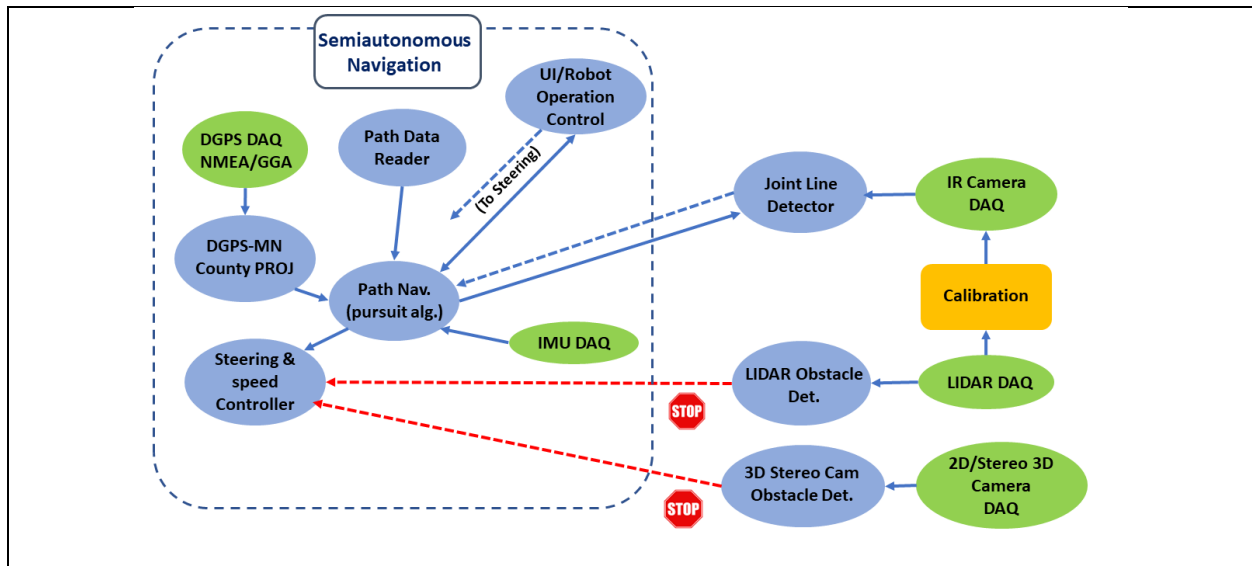 Semiautonomous
Navigation
UI/Robot
Operation
Control
DGPS DAQ
NMEA/GGA
Path Data
Reader
(To Steering)
Joint Line
Detector
IR Camera
DAQ
DGPS-MN
County PROJ
Path Nav.
(pursuit alg.)
Calibration
IMU DAQ
Steering &
speed
Controller
LIDAR Obstacle
Det.
LIDAR DAQ
STOP
3D Stereo Cam
Obstacle Det.
2D/Stereo 3D
Camera
DAQ
STOP